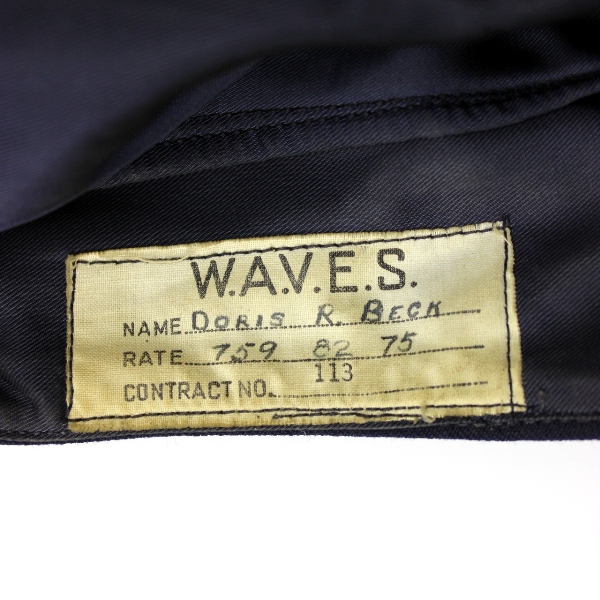 W.A.V.E.S.
NAME DORIS R. BECK
RATE 759 82 75
CONTRACT NO. 113